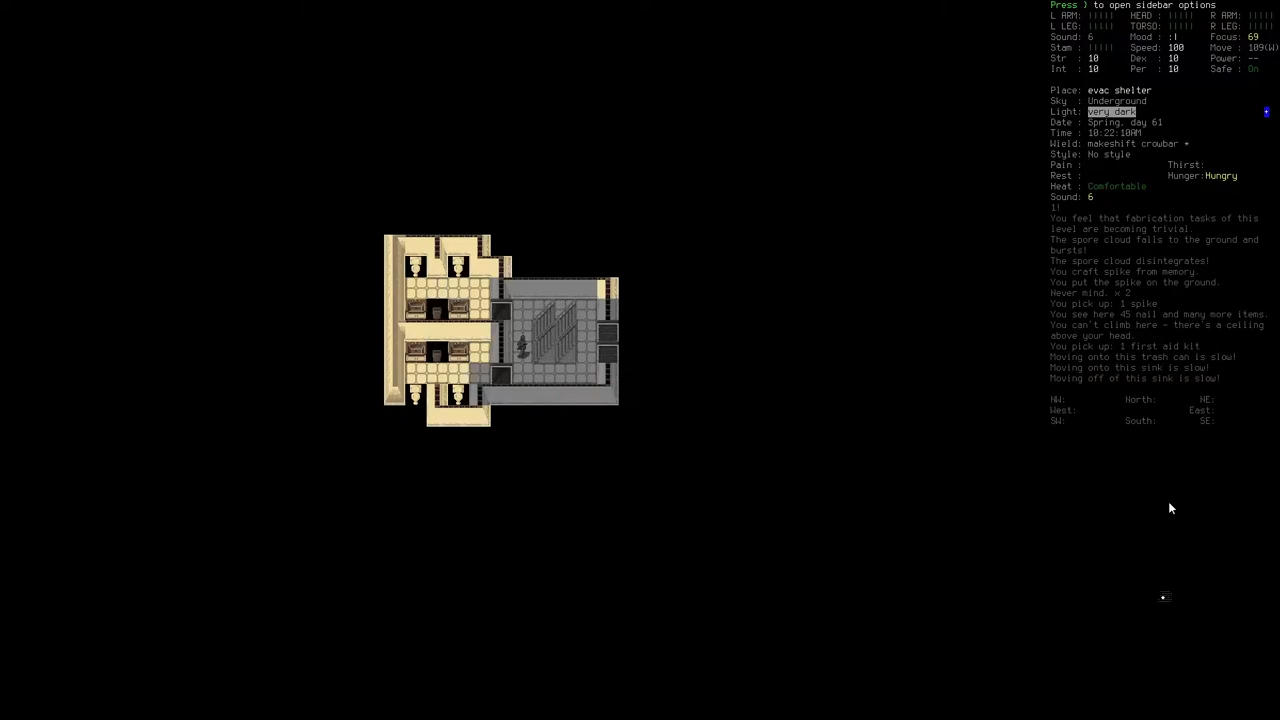 Press } to open sidebar options
L ARM: ||||| HEAD : ||||| R ARM: |||||
L LEG: ||||| TORSO: ||||| R LEG: |||||
Sound: 6 Mood : :| Focus: 69
Stam : ||||| Speed: 100 Move : 109(W)
Str : 10 Dex : 10 Power: --
Int : 10 Per : 10 Safe : On
Place: evac shelter
Sky : Underground
Light: very dark
Date : Spring, day 61
Time : 10:22:10AM
Wield: makeshift crowbar +
Style: No style
Pain : Thirst:
Rest : Hunger:Hungry
Heat : Comfortable
Sound: 6
1!
You feel that fabrication tasks of this
level are becoming trivial.
The spore cloud falls to the ground and
bursts!
The spore cloud disintegrates!
You craft spike from memory.
You put the spike on the ground.
Never mind. x 2
You pick up: 1 spike
You see here 45 nail and many more items.
You can't climb here - there's a ceiling
above your head.
You pick up: 1 first aid kit
Moving onto this trash can is slow!
Moving onto this sink is slow!
Moving off of this sink is slow!
NW: North: NE:
West: East:
SW: South: SE: